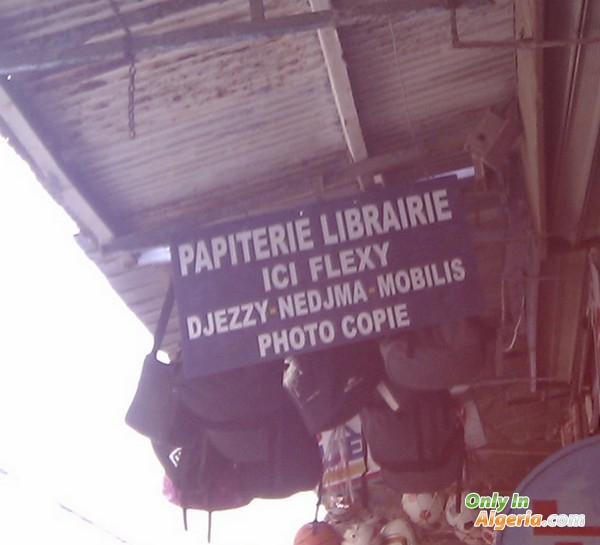 PAPITERIE LIBRAIRIE
ICI FLEXY
DJEZZY-NEDJMA-MOBILIS
PHOTO COPIE
Only In
Algeria.com